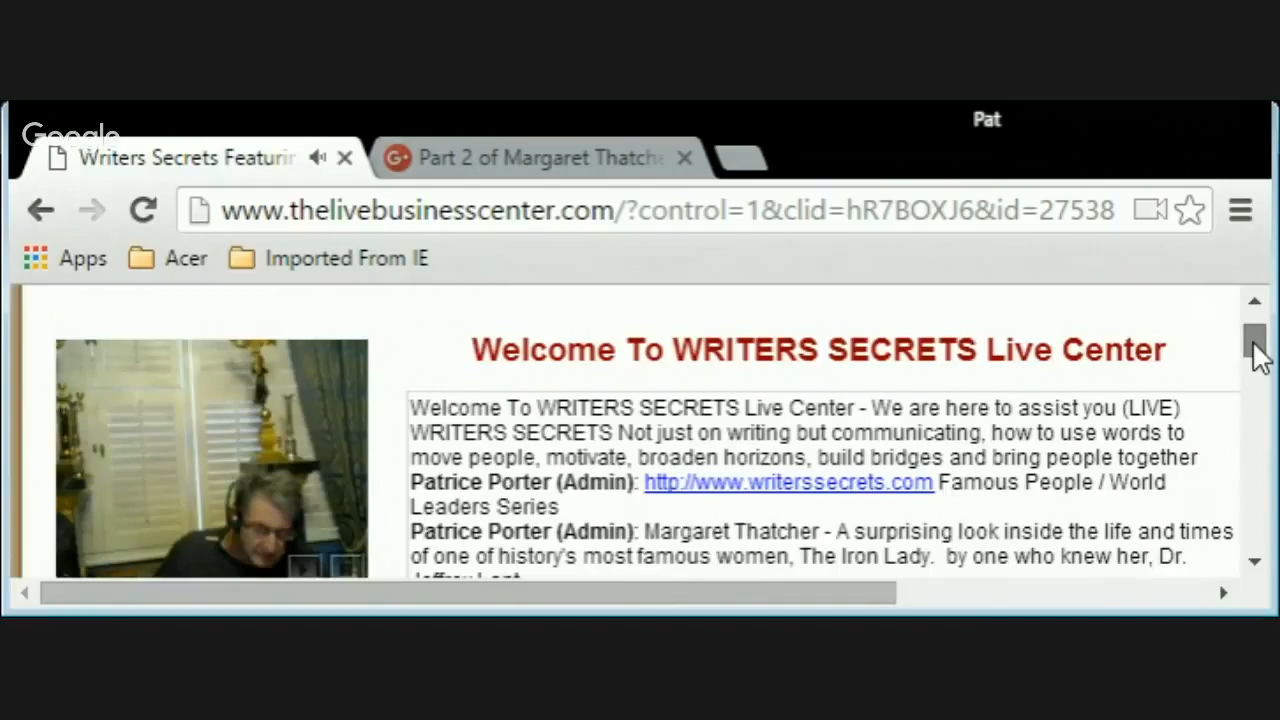 Pat
Google
Writers Secrets Featurin
Part 2 of Margaret Thatche
www.thelivebusinesscenter.com/?control=1&clid=hR7BOXJ6&id=27538
Apps Acer Imported From IE
Welcome To WRITERS SECRETS Live Center
Welcome To WRITERS SECRETS Live Center - We are here to assist you (LIVE)
WRITERS SECRETS Not just on writing but communicating, how to use words to
move people, motivate, broaden horizons, build bridges and bring people together
Patrice Porter (Admin): http://www.writerssecrets.com Famous People / World
Leaders Series
Patrice Porter (Admin): Margaret Thatcher - A surprising look inside the life and times
of one of history's most famous women, The Iron Lady. by one who knew her, Dr.